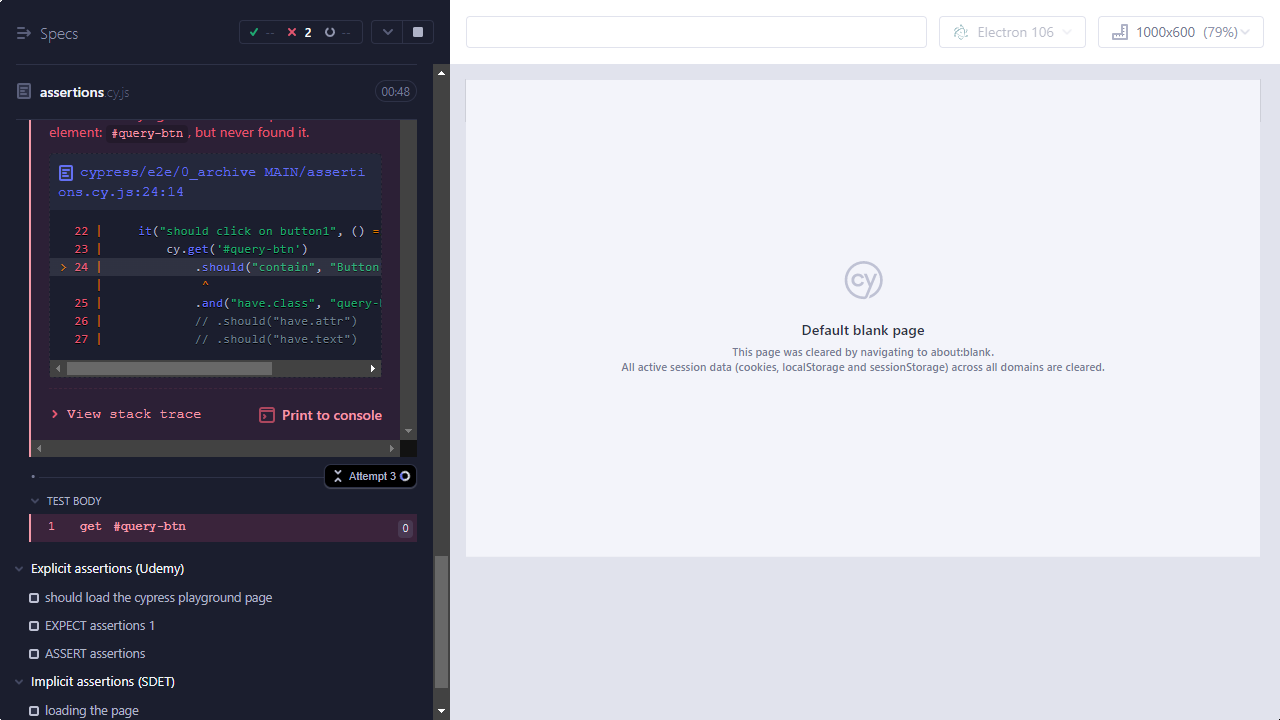 Specs
-- 2 --
Electron 106
1000x600 (79%)
assertions.cy.js
00:48
element: #query-btn, but never found it.
cypress/e2e/0_archive MAIN/asserti
ons.cy.js:24:14
22 | it("should click on button1", () =
23 | cy.get('#query-btn')
> 24 | .should("contain", "Button
| ^
25 | .and("have.class", "query-
26 | // .should("have.attr")
27 | // .should("have.text")
View stack trace
Print to console
Attempt 3
TEST BODY
1 get #query-btn 0
Explicit assertions (Udemy)
should load the cypress playground page
EXPECT assertions 1
ASSERT assertions
Implicit assertions (SDET)
loading the page
cy
Default blank page
This page was cleared by navigating to about:blank.
All active session data (cookies, localStorage and sessionStorage) across all domains are cleared.